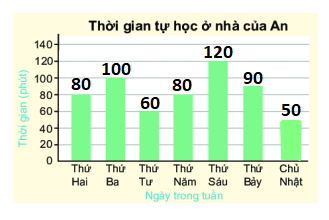 Thời gian tự học ở nhà của An
Thời gian (phút)
140
120
100
80
60
40
20
0
80
100
60
80
120
90
50
Thứ Hai
Thứ Ba
Thứ Tư
Thứ Năm
Thứ Sáu
Thứ Bảy
Chủ Nhật
Ngày trong tuần